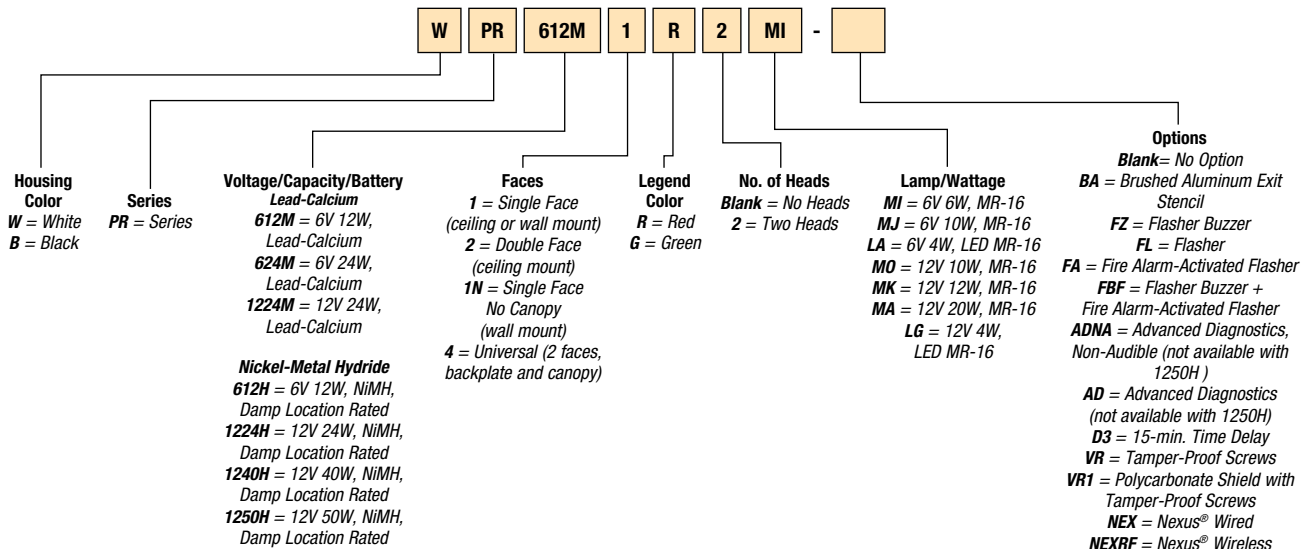 W PR 612M 1 R 2 MI -
Housing
Color
W = White
B = Black
Series
PR = Series
Voltage/Capacity/Battery
Lead-Calcium
612M = 6V 12W,
Lead-Calcium
624M = 6V 24W,
Lead-Calcium
1224M = 12V 24W,
Lead-Calcium
Nickel-Metal Hydride
612H = 6V 12W, NiMH,
Damp Location Rated
1224H = 12V 24W, NiMH,
Damp Location Rated
1240H = 12V 40W, NiMH,
Damp Location Rated
1250H = 12V 50W, NiMH,
Damp Location Rated
Faces
1 = Single Face
(ceiling or wall mount)
2 = Double Face
(ceiling mount)
1N = Single Face
No Canopy
(wall mount)
4 = Universal (2 faces,
backplate and canopy)
Legend
Color
R = Red
G = Green
No. of Heads
Blank = No Heads
2 = Two Heads
Lamp/Wattage
MI = 6V 6W, MR-16
MJ = 6V 10W, MR-16
LA = 6V 4W, LED MR-16
MO = 12V 10W, MR-16
MK = 12V 12W, MR-16
MA = 12V 20W, MR-16
LG = 12V 4W,
LED MR-16
Options
Blank= No Option
BA = Brushed Aluminum Exit
Stencil
FZ = Flasher Buzzer
FL = Flasher
FA = Fire Alarm-Activated Flasher
FBF = Flasher Buzzer +
Fire Alarm-Activated Flasher
ADNA = Advanced Diagnostics,
Non-Audible (not available with
1250H )
AD = Advanced Diagnostics
(not available with 1250H)
D3 = 15-min. Time Delay
VR = Tamper-Proof Screws
VR1 = Polycarbonate Shield with
Tamper-Proof Screws
NEX = Nexus® Wired
NEXRF = Nexus® Wireless